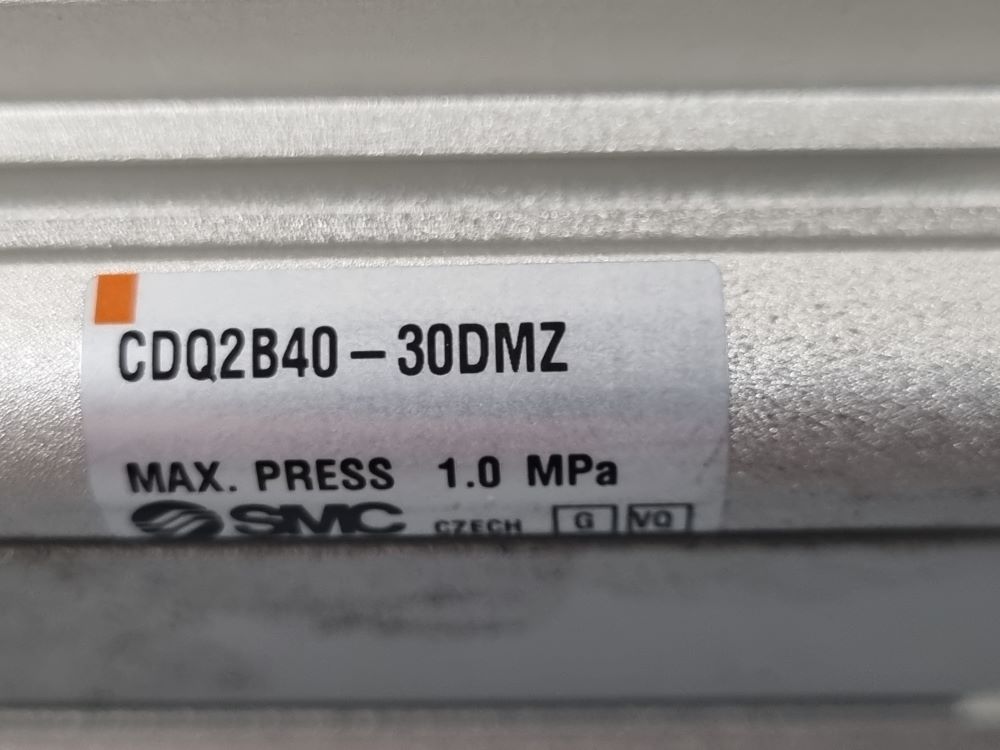 CDQ2B40-30DMZ
MAX. PRESS 1.0 MPa
SMC CZECH G VQ